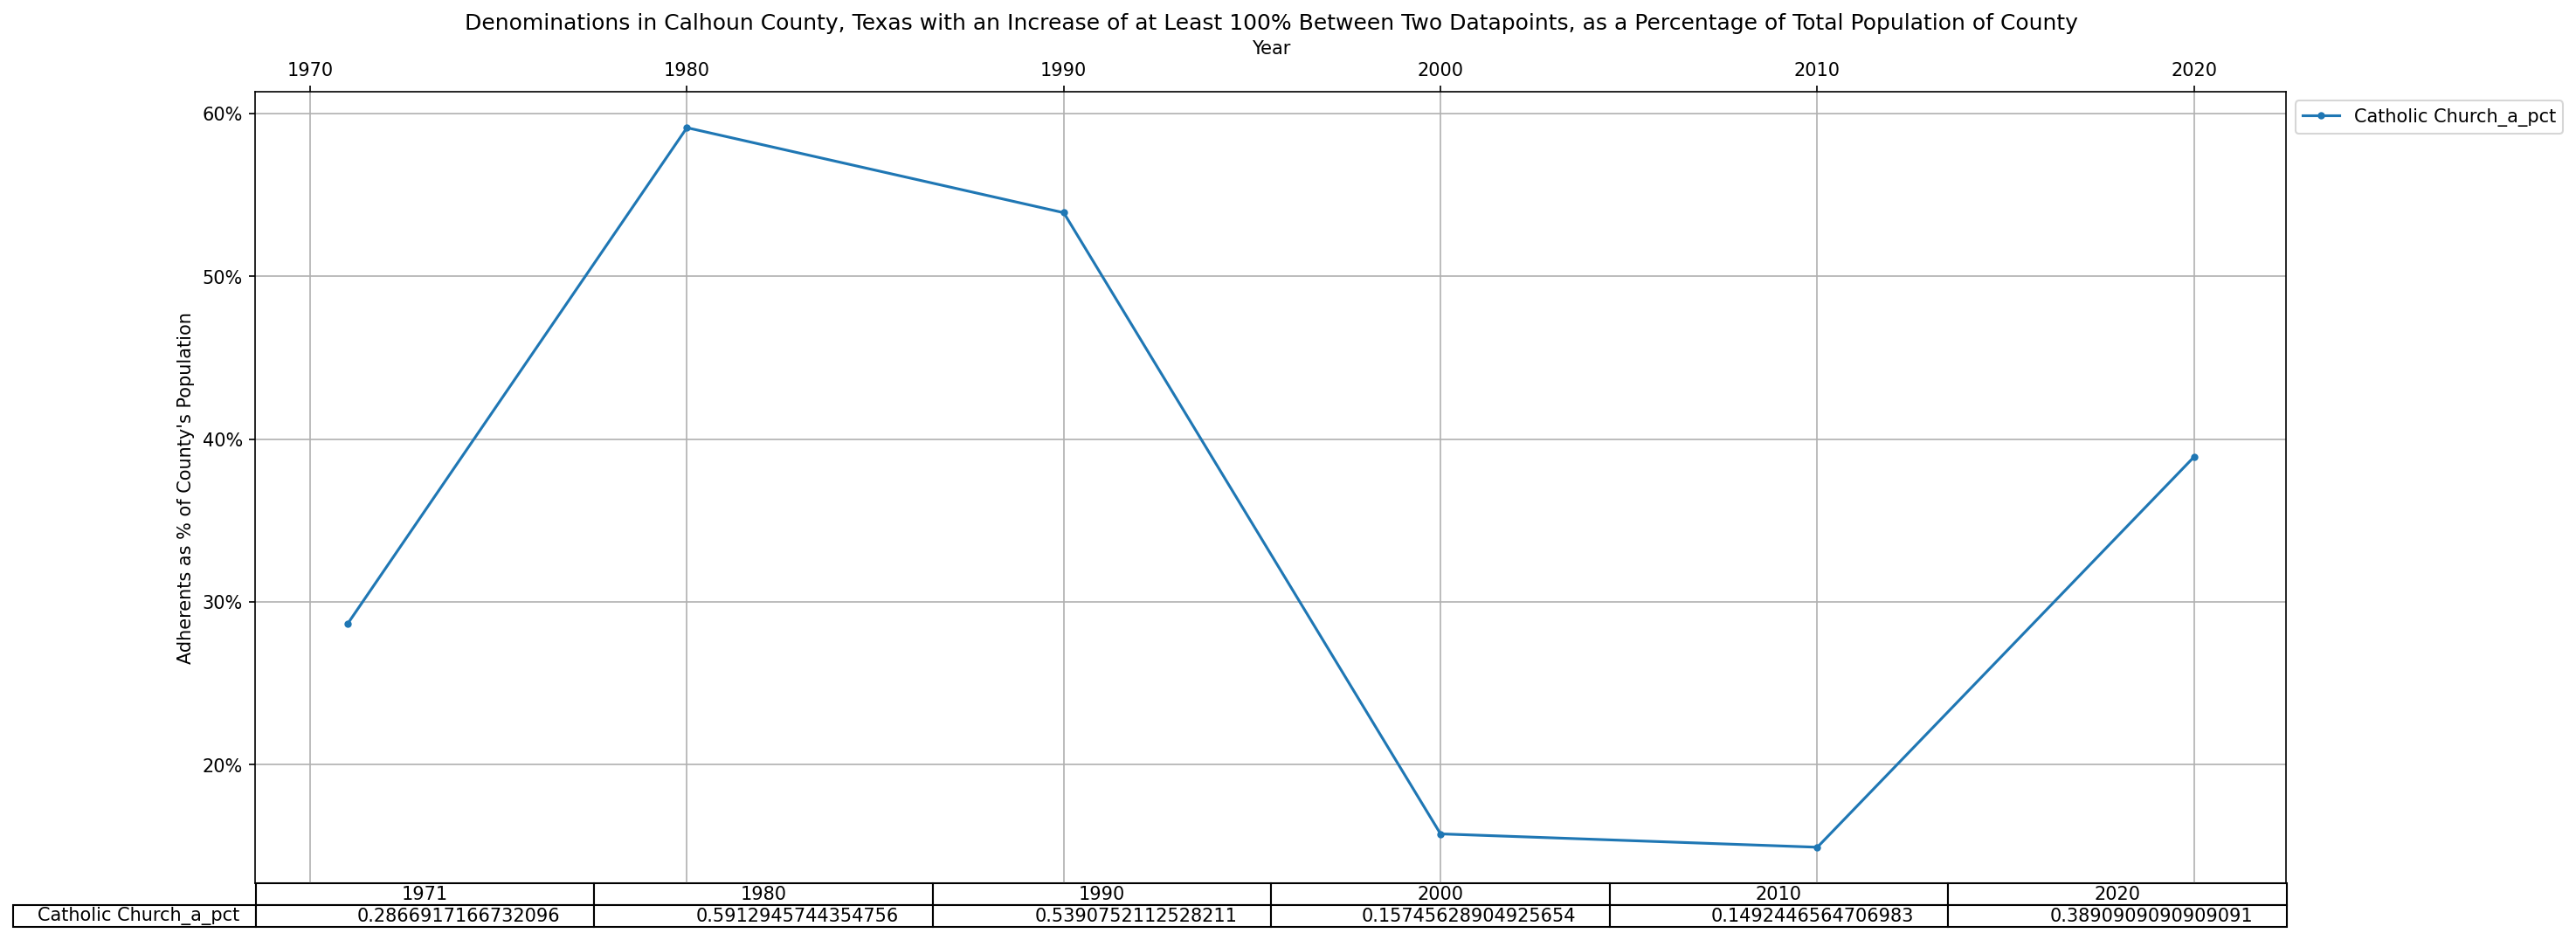 Denominations in Calhoun County, Texas with an Increase of at Least 100% Between Two Datapoints, as a Percentage of Total Population of County
Year
1970 1980 1990 2000 2010 2020
60%
50%
40%
30%
20%
Adherents as % of County's Population
Catholic Church_a_pct
1971 1980 1990 2000 2010 2020
Catholic Church_a_pct 0.2866917166732096 0.5912945744354756 0.5390752112528211 0.15745628904925654 0.1492446564706983 0.3890909090909091